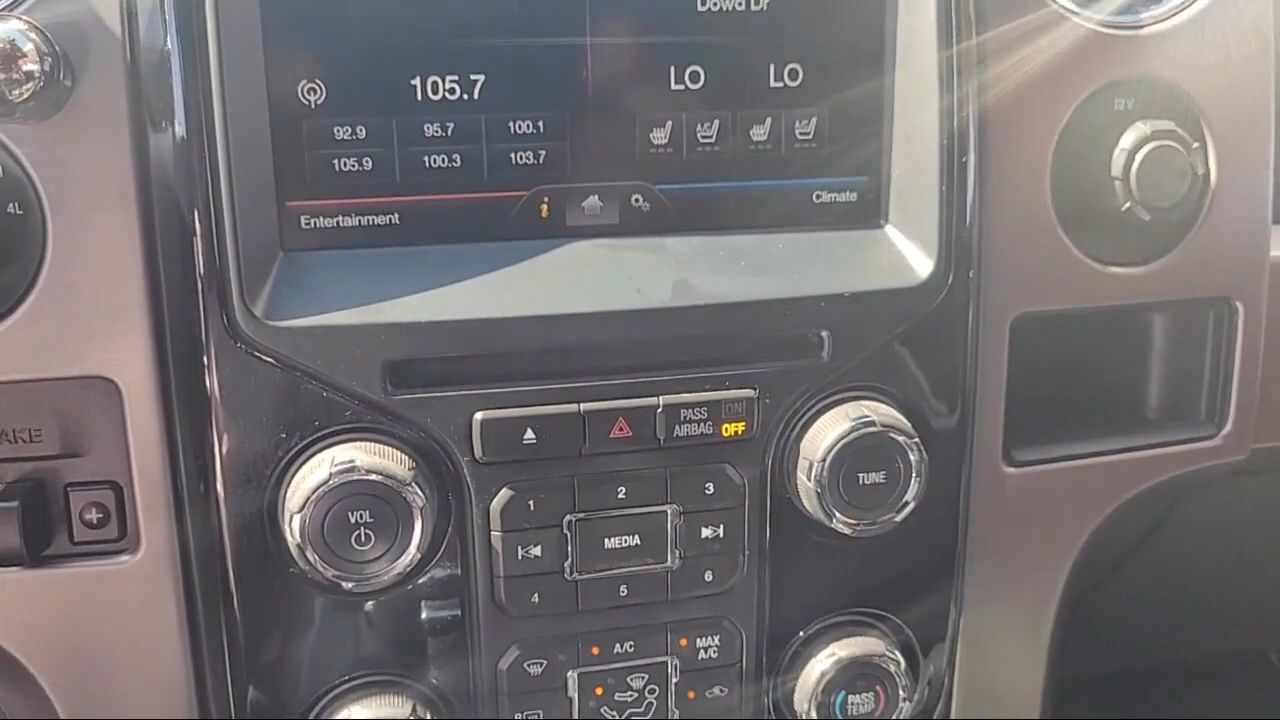 Dowd Dr
105.7
LO LO
92.9 95.7 100.1
105.9 100.3 103.7
A/C A/C
Entertainment
Climate
12V
4L
AKE
PASS AIRBAG ON OFF
VOL
TUNE
1 2 3
MEDIA
4 5 6
A/C
MAX A/C
R
PASS TEMP